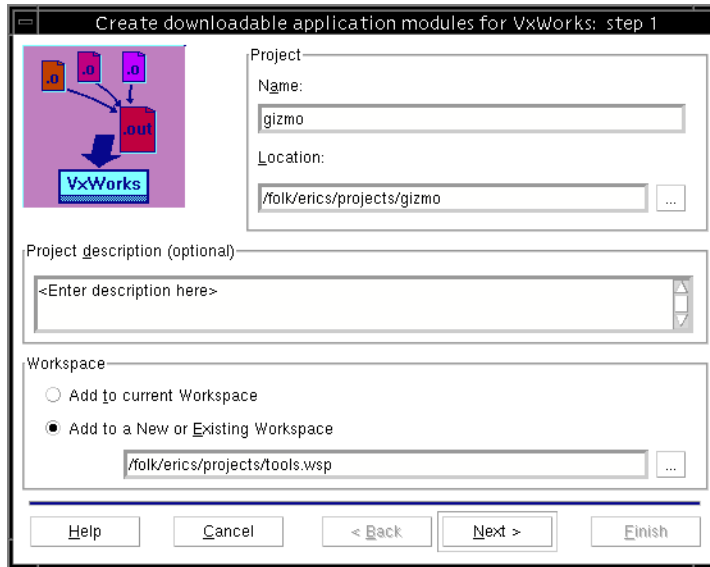 Create downloadable application modules for VxWorks: step 1
.o .o .o
.out
VxWorks
Project
Name:
gizmo
Location:
/folk/erics/projects/gizmo
...
Project description (optional)
<Enter description here>
Workspace
Add to current Workspace
Add to a New or Existing Workspace
/folk/erics/projects/tools.wsp
...
Help Cancel < Back Next > Finish